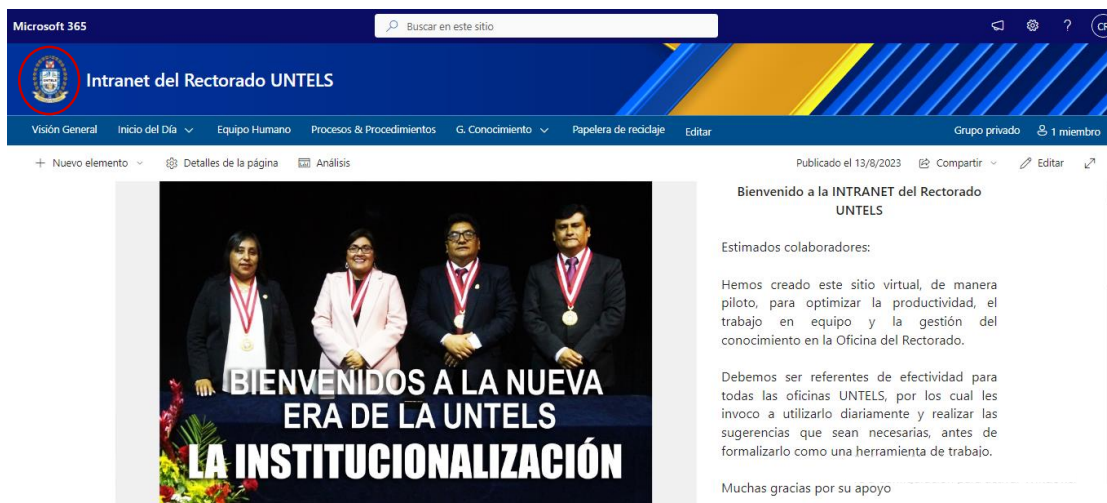 Microsoft 365
Buscar en este sitio
CR
UNTELS
Intranet del Rectorado UNTELS
Visión General Inicio del Día Equipo Humano Procesos & Procedimientos G. Conocimiento Papelera de reciclaje Editar Grupo privado 1 miembro
+ Nuevo elemento Detalles de la página Análisis Publicado el 13/8/2023 Compartir Editar
BIENVENIDOS A LA NUEVA
ERA DE LA UNTELS
LA INSTITUCIONALIZACIÓN
Bienvenido a la INTRANET del Rectorado
UNTELS
Estimados colaboradores:
Hemos creado este sitio virtual, de manera
piloto, para optimizar la productividad, el
trabajo en equipo y la gestión del
conocimiento en la Oficina del Rectorado.
Debemos ser referentes de efectividad para
todas las oficinas UNTELS, por los cual les
invoco a utilizarlo diariamente y realizar las
sugerencias que sean necesarias, antes de
formalizarlo como una herramienta de trabajo.
Muchas gracias por su apoyo